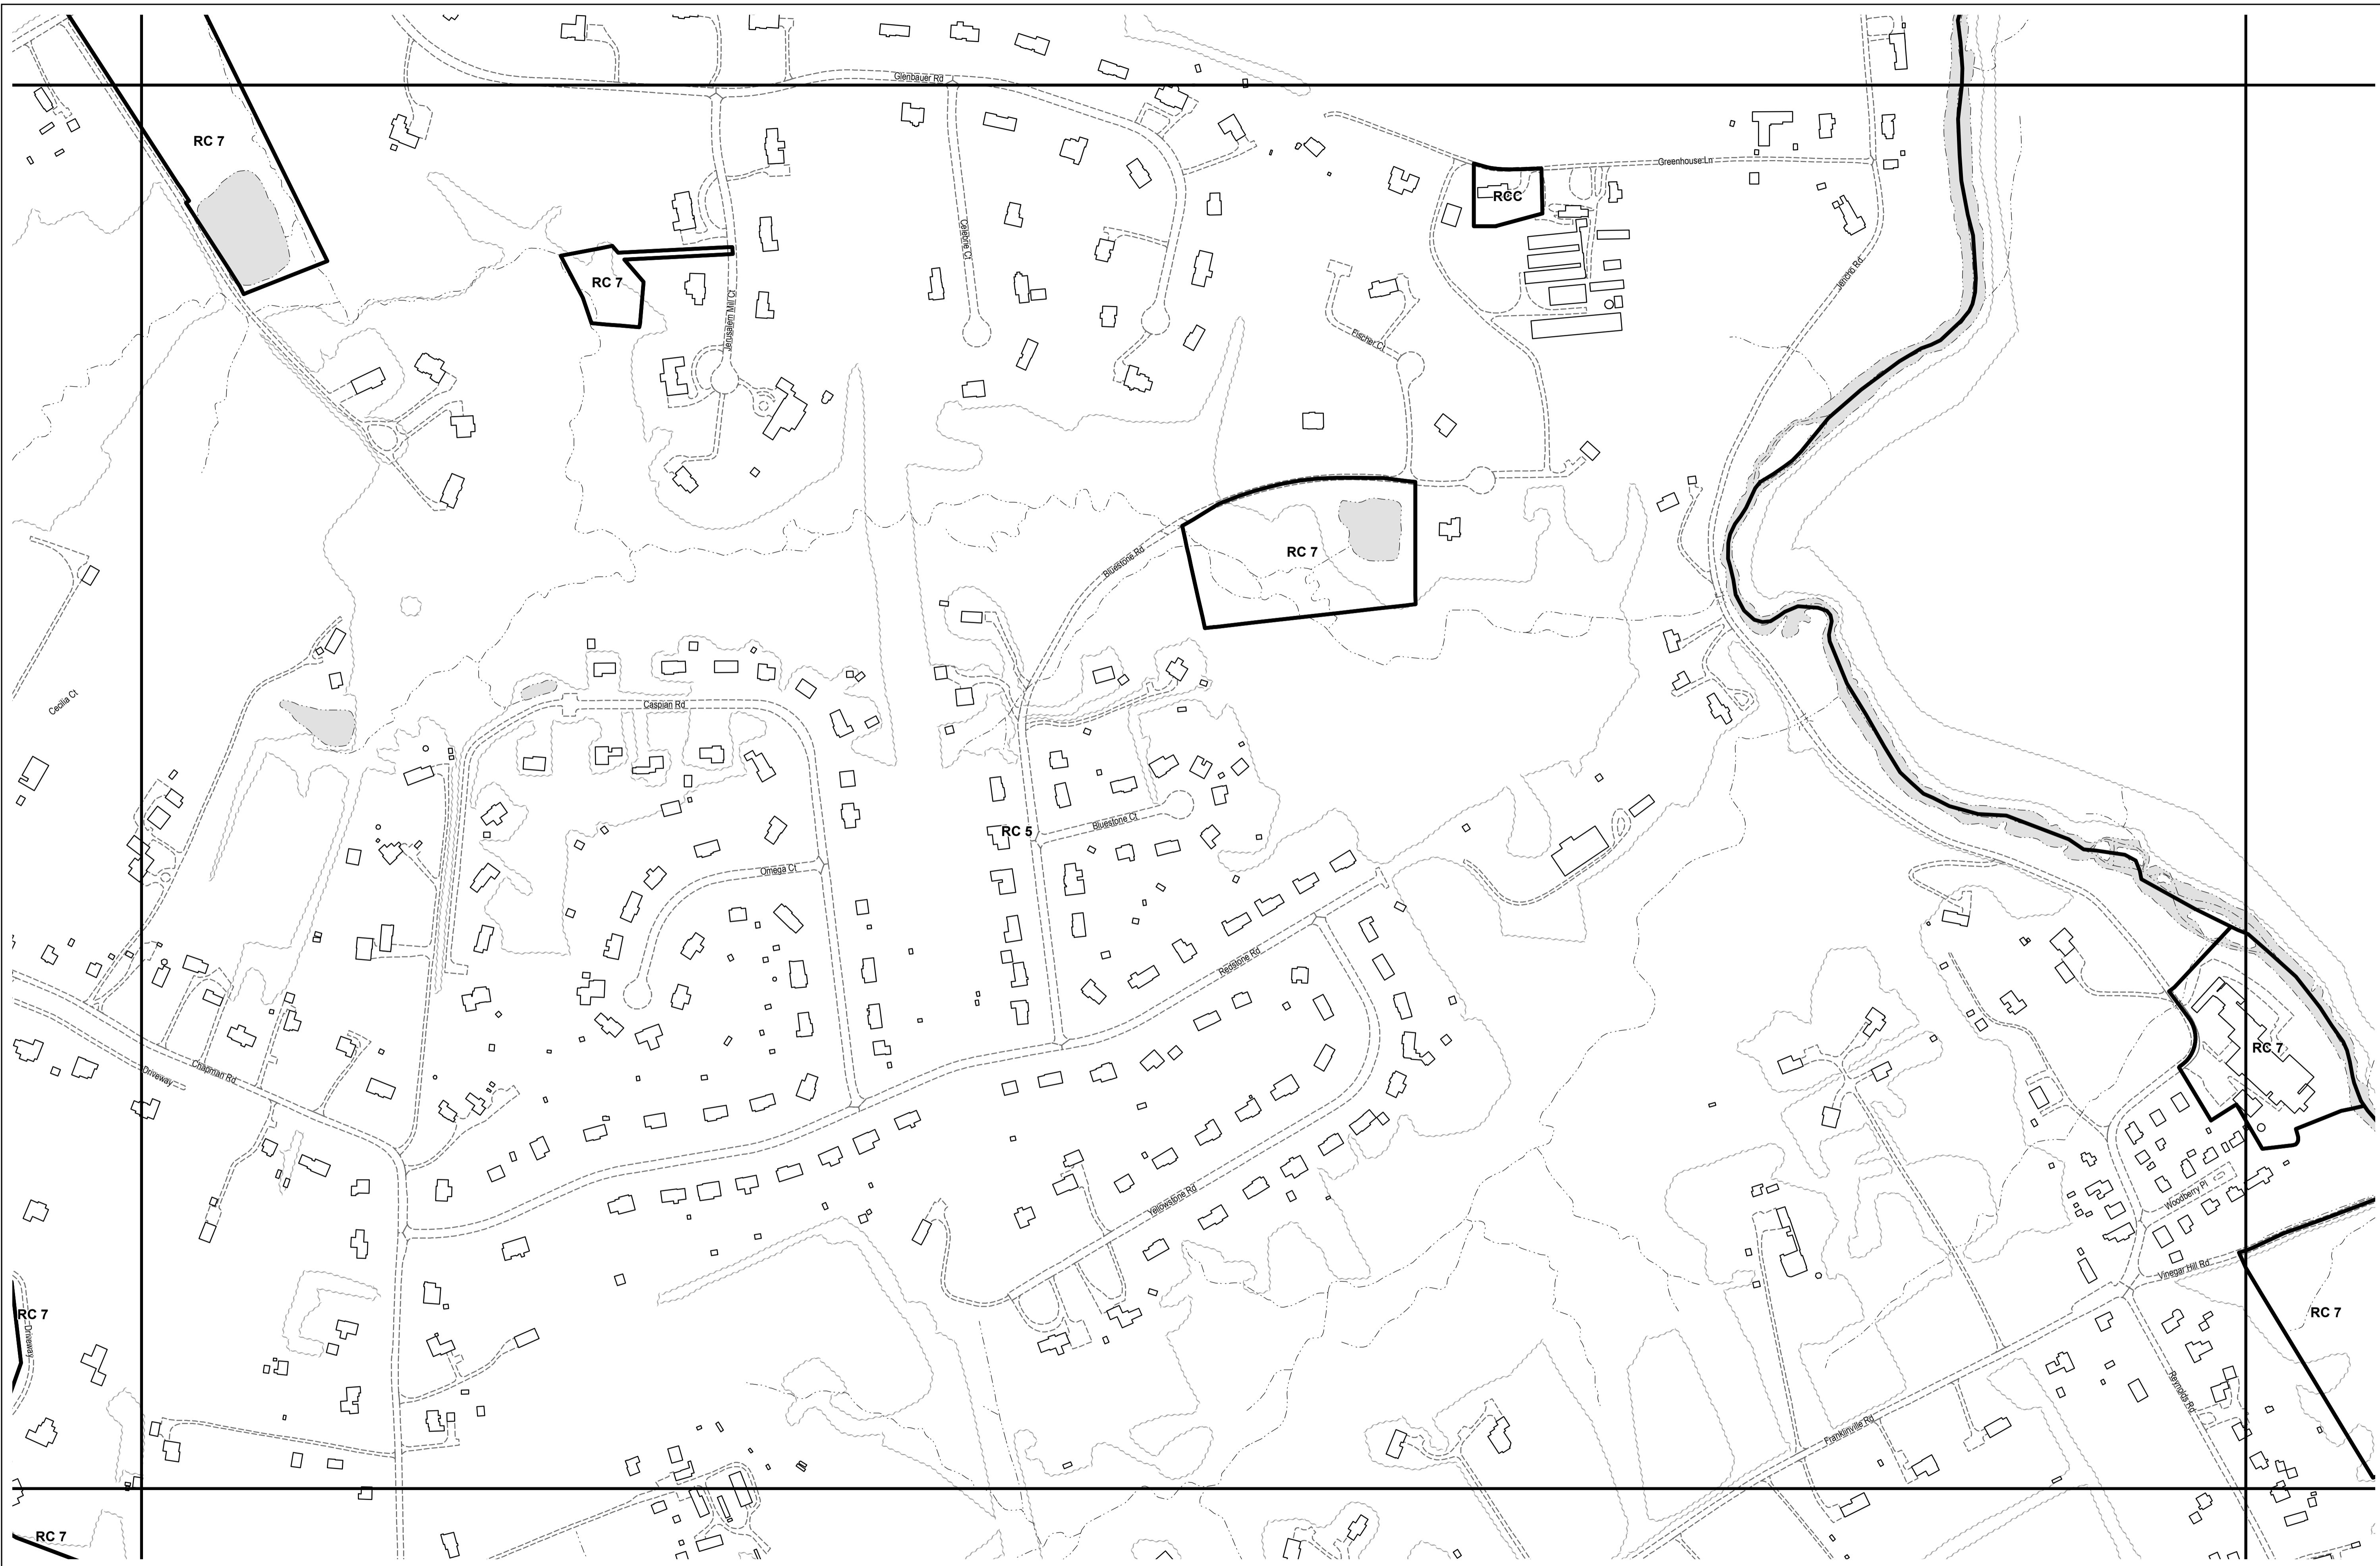 Glenbauer Rd
RC 7
Greenhouse Ln
RCC
Celeste Ct
Jericho Rd
RC 7
Jerusalem Mill Ct
Fischer Ct
RC 7
Bluestone Rd
Cecilia Ct
Caspian Rd
RC 5
Bluestone Ct
Omega Ct
Redstone Rd
RC 7
Chapman Rd
Driveway
Yellowstone Rd
Woodberry Pl
Vinegar Hill Rd
RC 7
RC 7
Driveway
Reynolds Rd
Franklinville Rd
RC 7